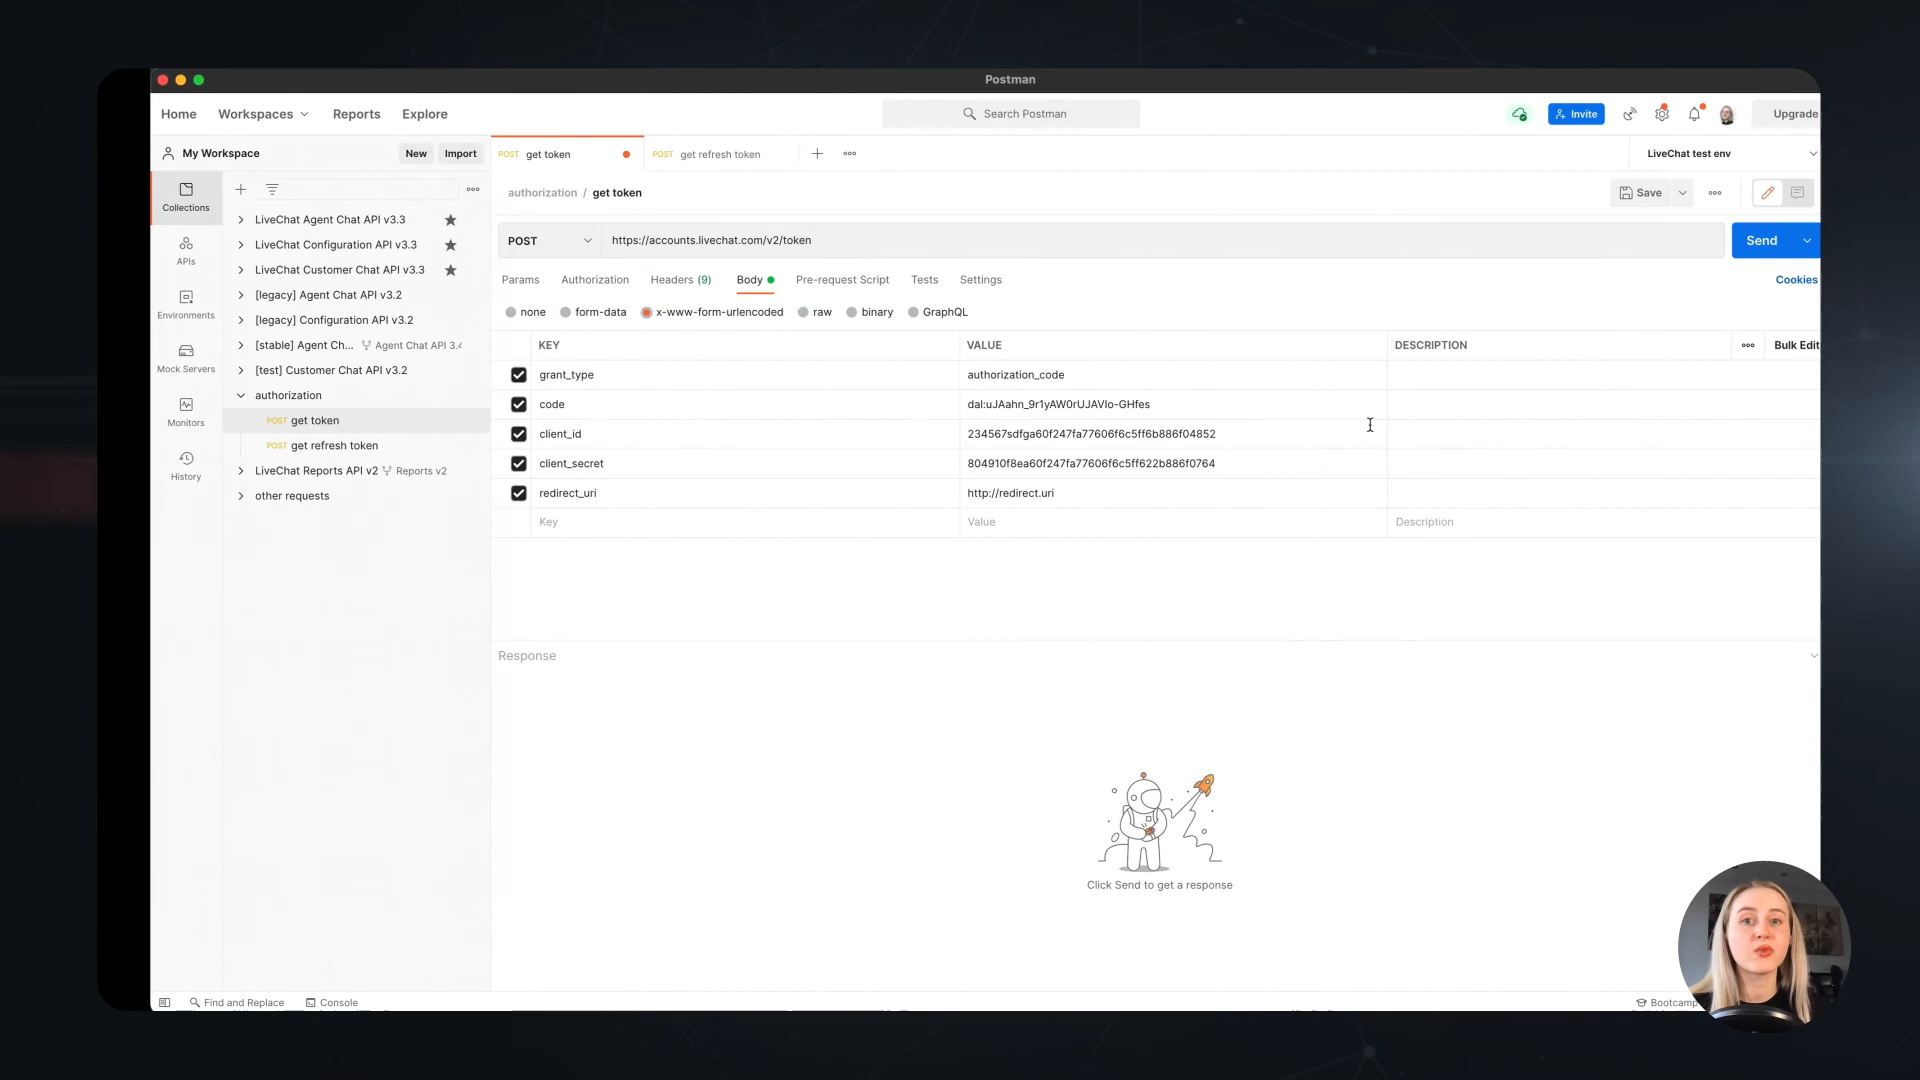 Postman
Home Workspaces Reports Explore
Search Postman
Invite
Upgrade
My Workspace
New Import
POST get token
POST get refresh token
LiveChat test env
Collections
APIs
Environments
Mock Servers
Monitors
History
LiveChat Agent Chat API v3.3
LiveChat Configuration API v3.3
LiveChat Customer Chat API v3.3
[legacy] Agent Chat API v3.2
[legacy] Configuration API v3.2
[stable] Agent Ch... Agent Chat API 3.4
[test] Customer Chat API v3.2
authorization
POST get token
POST get refresh token
LiveChat Reports API v2 Reports v2
other requests
authorization / get token
Save
POST https://accounts.livechat.com/v2/token
Send
Params Authorization Headers (9) Body Pre-request Script Tests Settings
Cookies
none form-data x-www-form-urlencoded raw binary GraphQL
KEY VALUE DESCRIPTION
Bulk Edit
grant_type authorization_code
code dal:uJAahn_9r1yAW0rUJAVIo-GHfes
client_id 234567sdfga60f247fa77606f6c5ff6b886f04852
client_secret 804910f8ea60f247fa77606f6c5ff622b886f0764
redirect_uri http://redirect.uri
Key Value Description
Response
Click Send to get a response
Find and Replace Console
Bootcamp